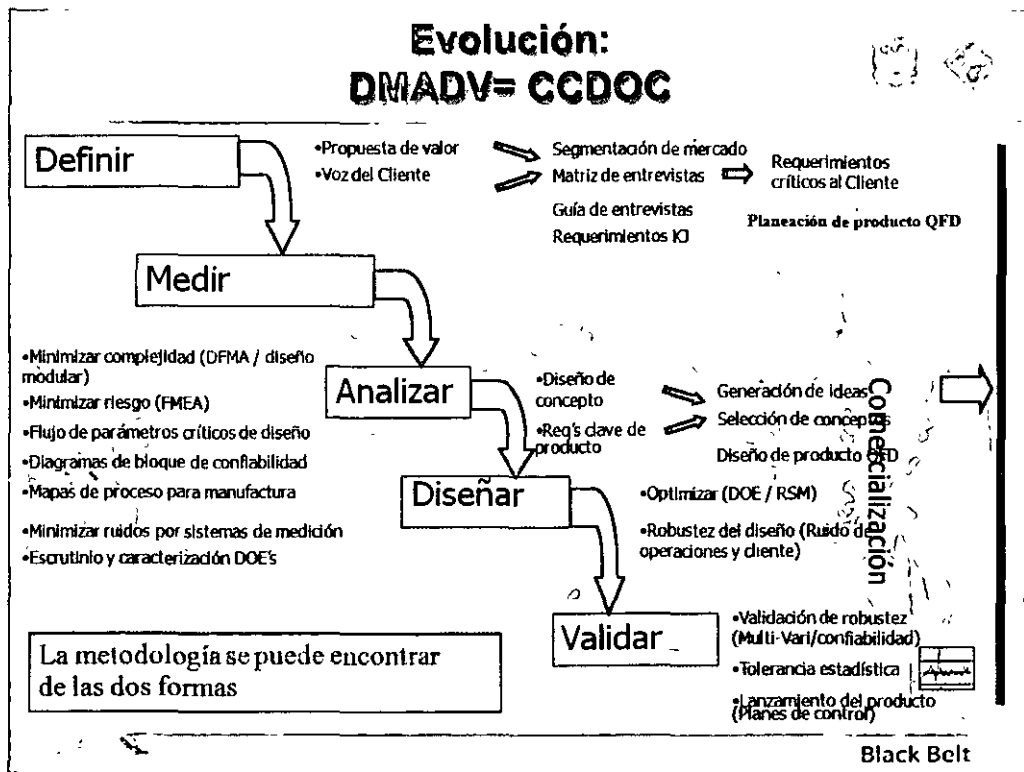 Evolución:
DMADV= CCDOC
Definir
•Propuesta de valor
•Voz del Cliente
Segmentación de mercado
Matriz de entrevistas
Guía de entrevistas
Requerimientos KJ
Requerimientos
críticos al Cliente
Planeación de producto QFD
Medir
•Minimizar complejidad (DFMA / diseño
modular)
•Minimizar riesgo (FMEA)
•Flujo de parámetros críticos de diseño
•Diagramas de bloque de confiabilidad
•Mapas de proceso para manufactura
•Minimizar ruidos por sistemas de medición
•Escrutinio y caracterización DOE's
Analizar
•Diseño de
concepto
•Req's clave de
producto
Generación de ideas
Selección de conceptos
Diseño de producto QFD
Comercialización
Diseñar
•Optimizar (DOE / RSM)
•Robustez del diseño (Ruido de
operaciones y cliente)
Validar
•Validación de robustez
(Multi-Vari/confiabilidad)
•Tolerancia estadística
•Lanzamiento del producto
(Planes de control)
La metodología se puede encontrar
de las dos formas
Black Belt